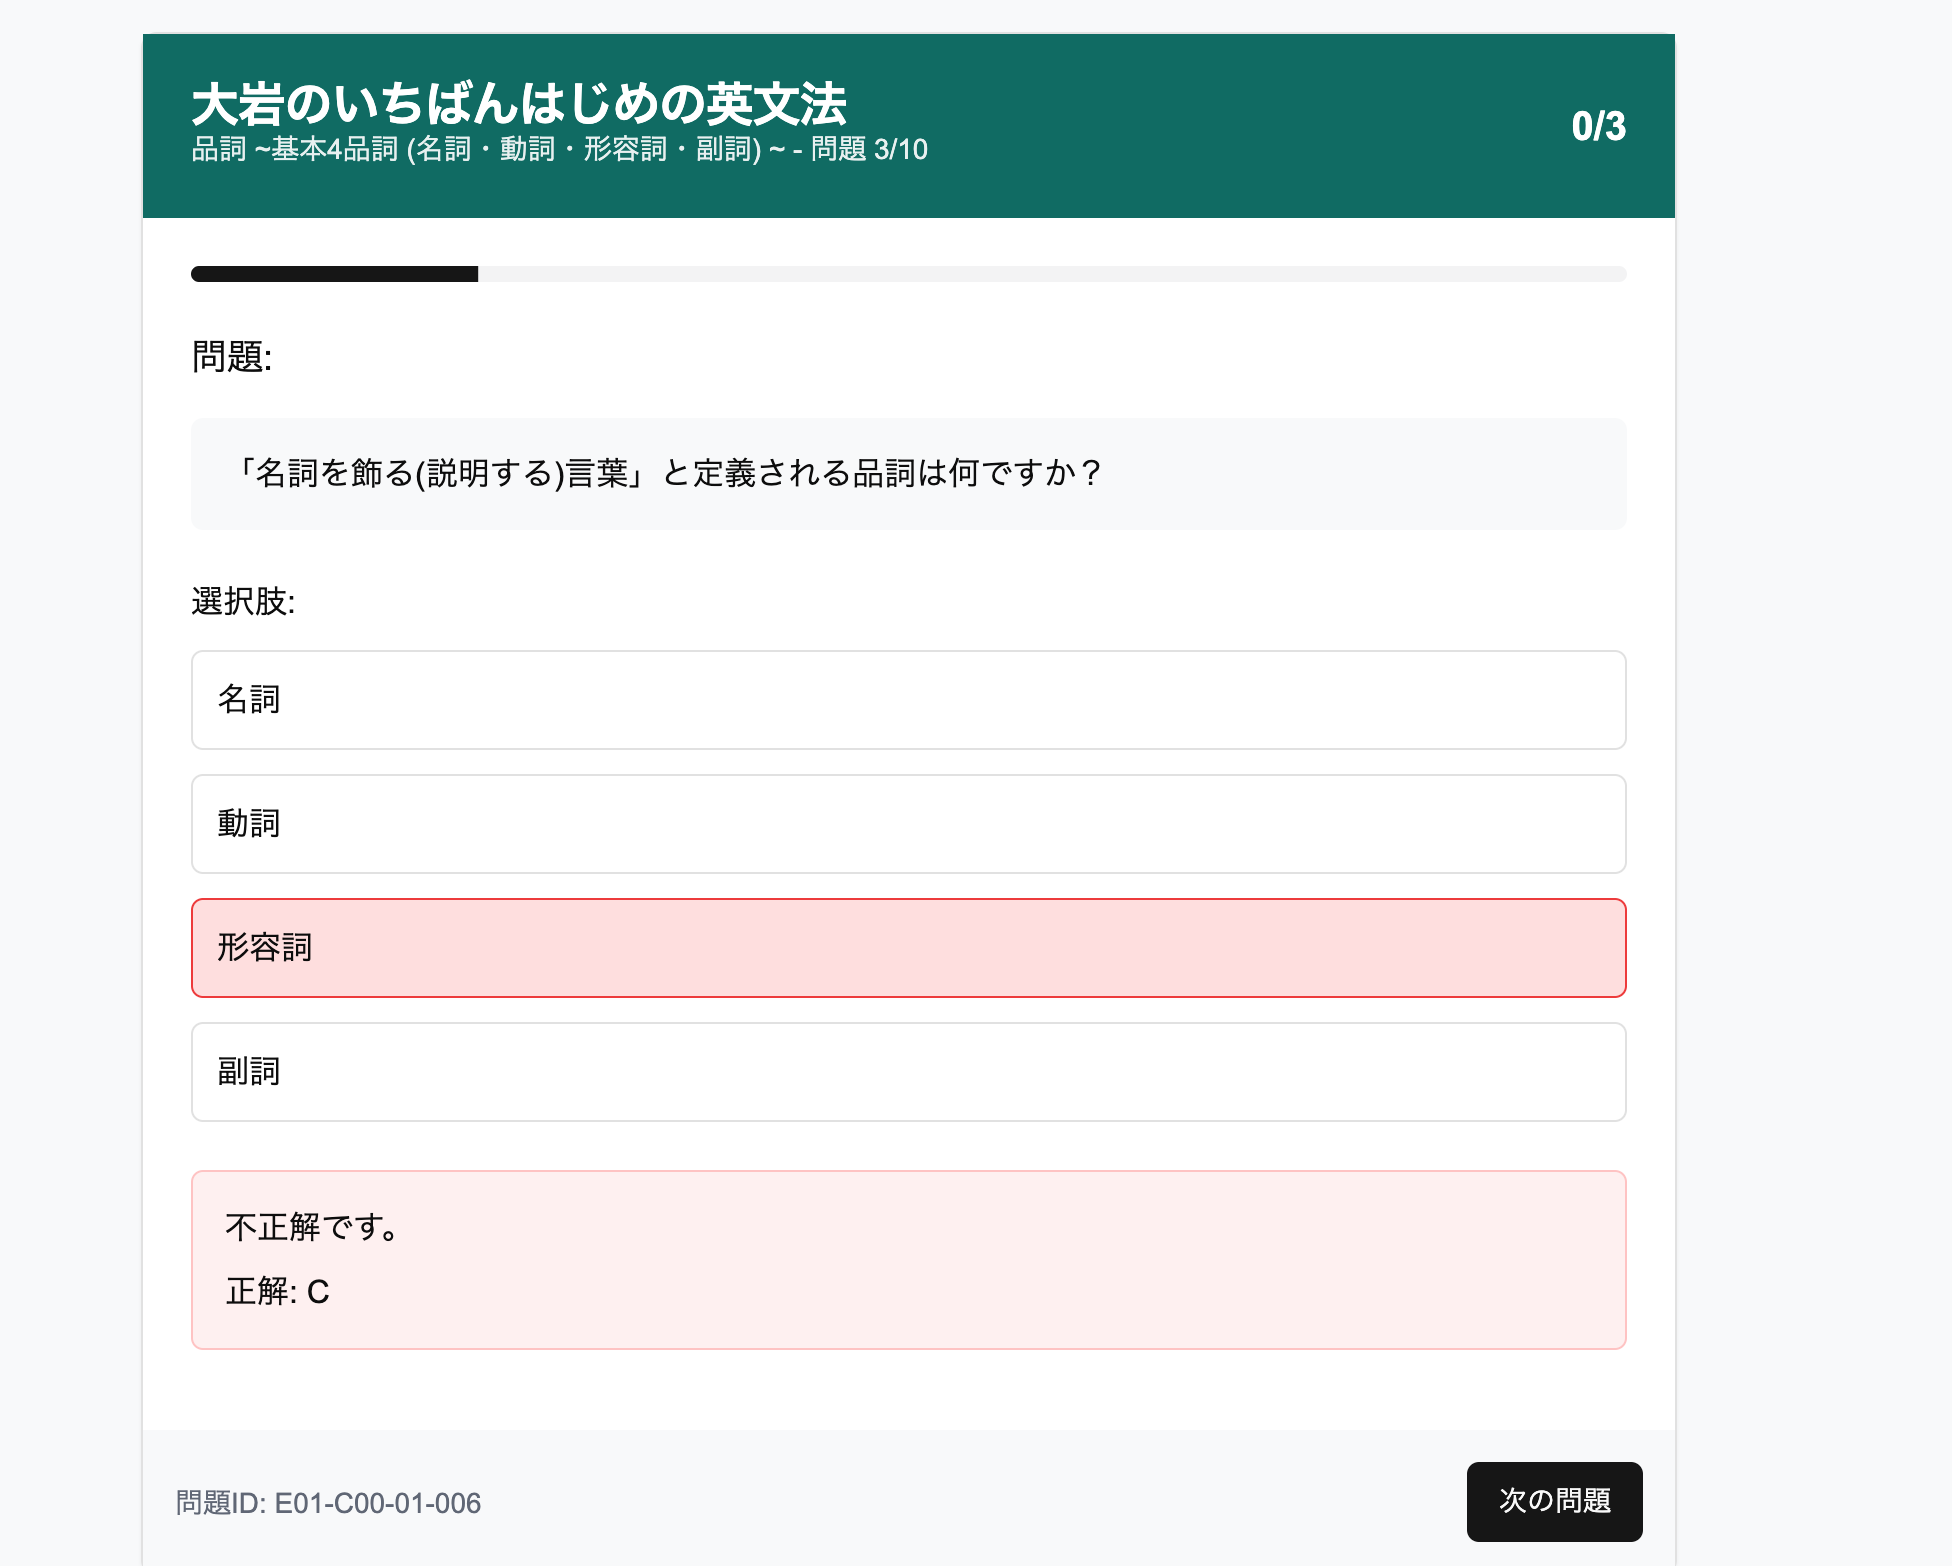 大岩のいちばんはじめの英文法
品詞 ~基本4品詞 (名詞・動詞・形容詞・副詞) ~ - 問題 3/10
0/3
問題:
「名詞を飾る(説明する)言葉」と定義される品詞は何ですか？
選択肢:
名詞
動詞
形容詞
副詞
不正解です。
正解: C
問題ID: E01-C00-01-006
次の問題